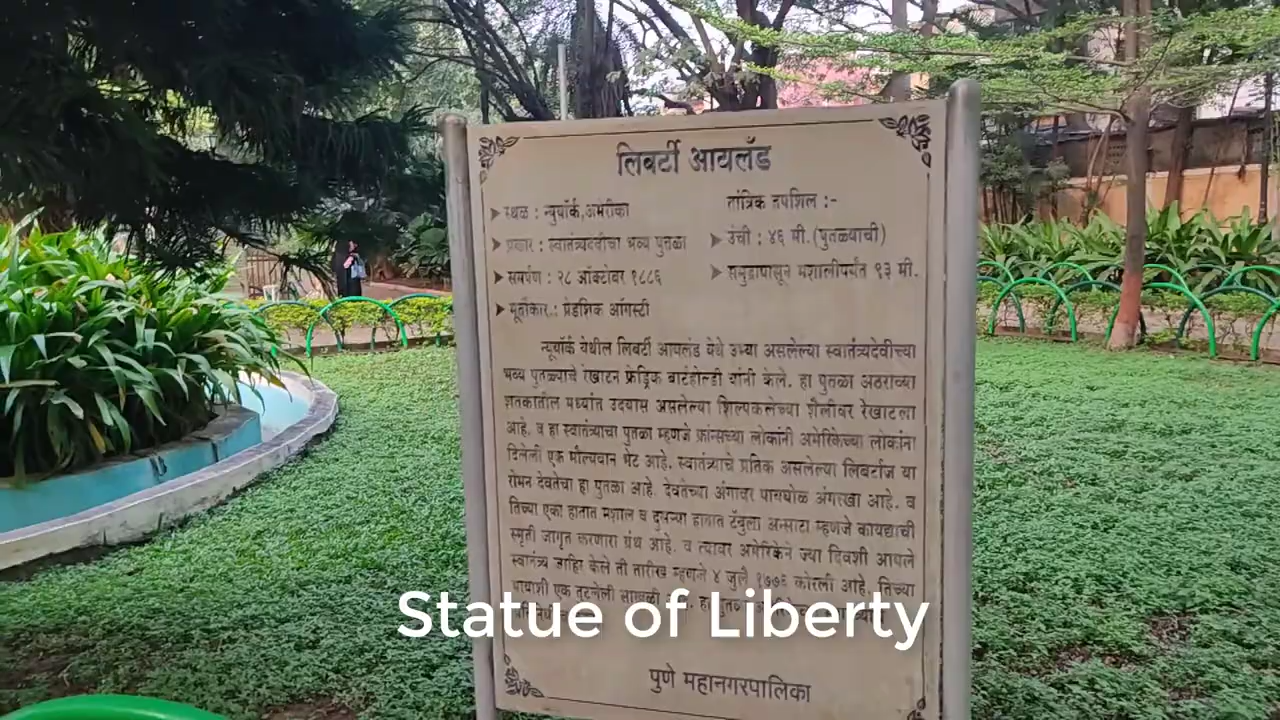 लिबर्टी आयलँड
स्थळ : न्युयॉर्क,अमेरीका
प्रकार : स्वातंत्र्यदेवीचा भव्य पुतळा
समर्पण : २८ ऑक्टोबर १८८६
मूर्तीकार.: फ्रेडरिक ऑगस्टी
तांत्रिक तपशिल :-
उंची : ४६ मी.(पुतळ्याची)
समुद्रापासून मशालीपर्यंत ९३ मी.
न्यूयॉर्क येथील लिबर्टी आयलंड येथे उभ्या असलेल्या स्वातंत्र्यदेवीच्या
भव्य पुतळ्याचे रेखाटन फ्रेड्रिक बार्टहोल्डी यांनी केले. हा पुतळा अठराव्या
शतकातील मध्यांत उदयास असलेल्या शिल्पकलेच्या शैलीवर रेखाटला
आहे. व हा स्वातंत्र्याचा पुतळा म्हणजे फ्रांन्सच्या लोकांनी अमेरिकेच्या लोकांना
दिलेली एक मौल्यवान भेट आहे. स्वातंत्र्याचे प्रतिक असलेल्या लिबर्टाज या
रोमन देवतेचा हा पुतळा आहे. देवतेच्या अंगावर पायघोळ अंगरखा आहे. व
तिच्या एका हातात मशाल व दुसऱ्या हातात टॅबुला अन्साटा म्हणजे कायद्याची
स्मृती जागृत करणारा ग्रंथ आहे. व त्यावर अमेरिकेने ज्या दिवशी आपले
स्वातंत्र्य जाहिर केले ती तारीख म्हणजे ४ जुलै १७७६ कोरली आहे. तिच्या
पायाशी एक तुटलेली साखळी
Statue of Liberty
पुणे महानगरपालिका